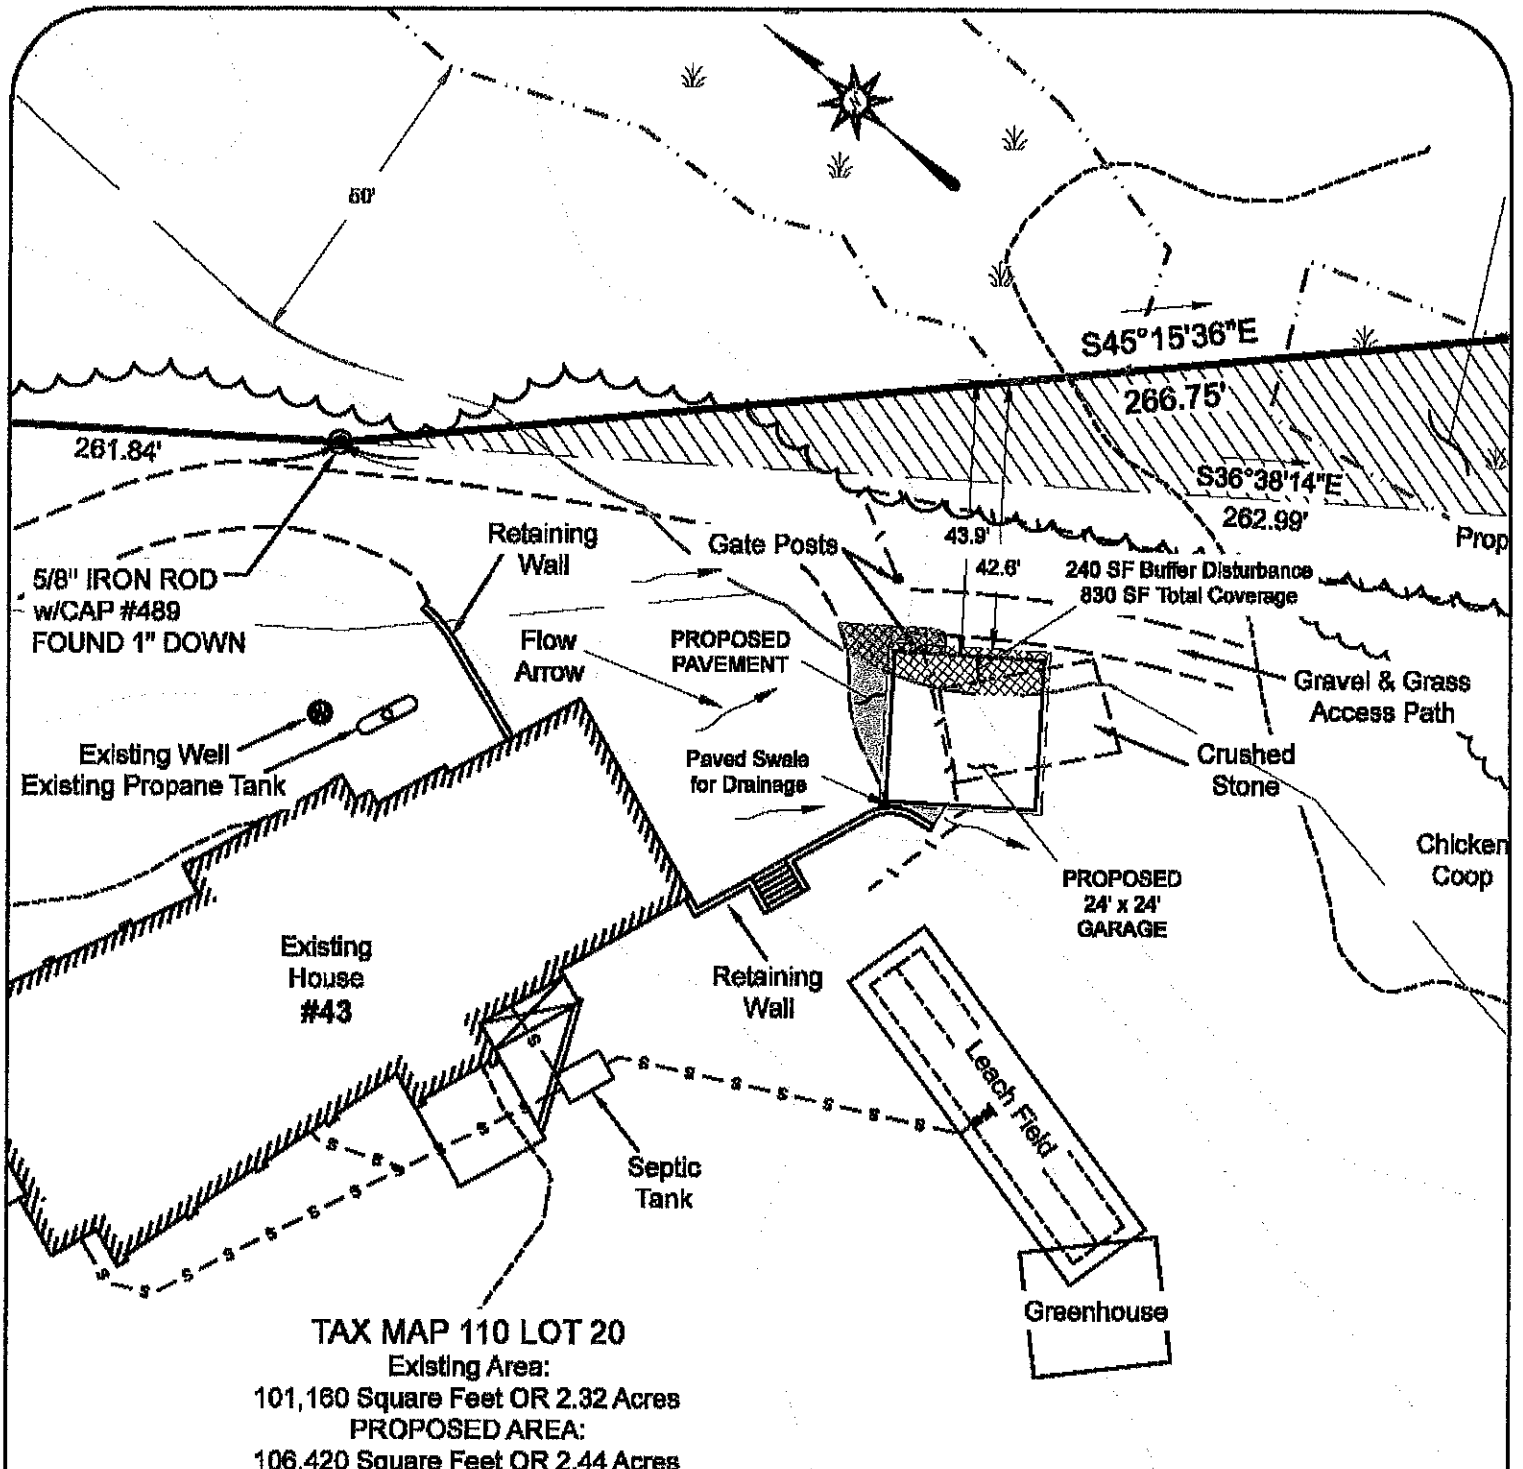 60'
S45°15'36"E
266.75'
261.84'
S36°38'14"E
262.99'
Prop
43.9'
42.6'
Gate Posts
Retaining
Wall
5/8" IRON ROD
w/CAP #489
FOUND 1" DOWN
240 SF Buffer Disturbance
830 SF Total Coverage
Flow
Arrow
PROPOSED
PAVEMENT
Gravel & Grass
Access Path
Existing Well
Existing Propane Tank
Paved Swale
for Drainage
Crushed
Stone
Chicken
Coop
PROPOSED
24' x 24'
GARAGE
Existing
House
#43
Retaining
Wall
S
Leach Field
S S S S S S S
S S S S S S S S S S S
Septic
Tank
Greenhouse
TAX MAP 110 LOT 20
Existing Area:
101,160 Square Feet OR 2.32 Acres
PROPOSED AREA:
106,420 Square Feet OR 2.44 Acres